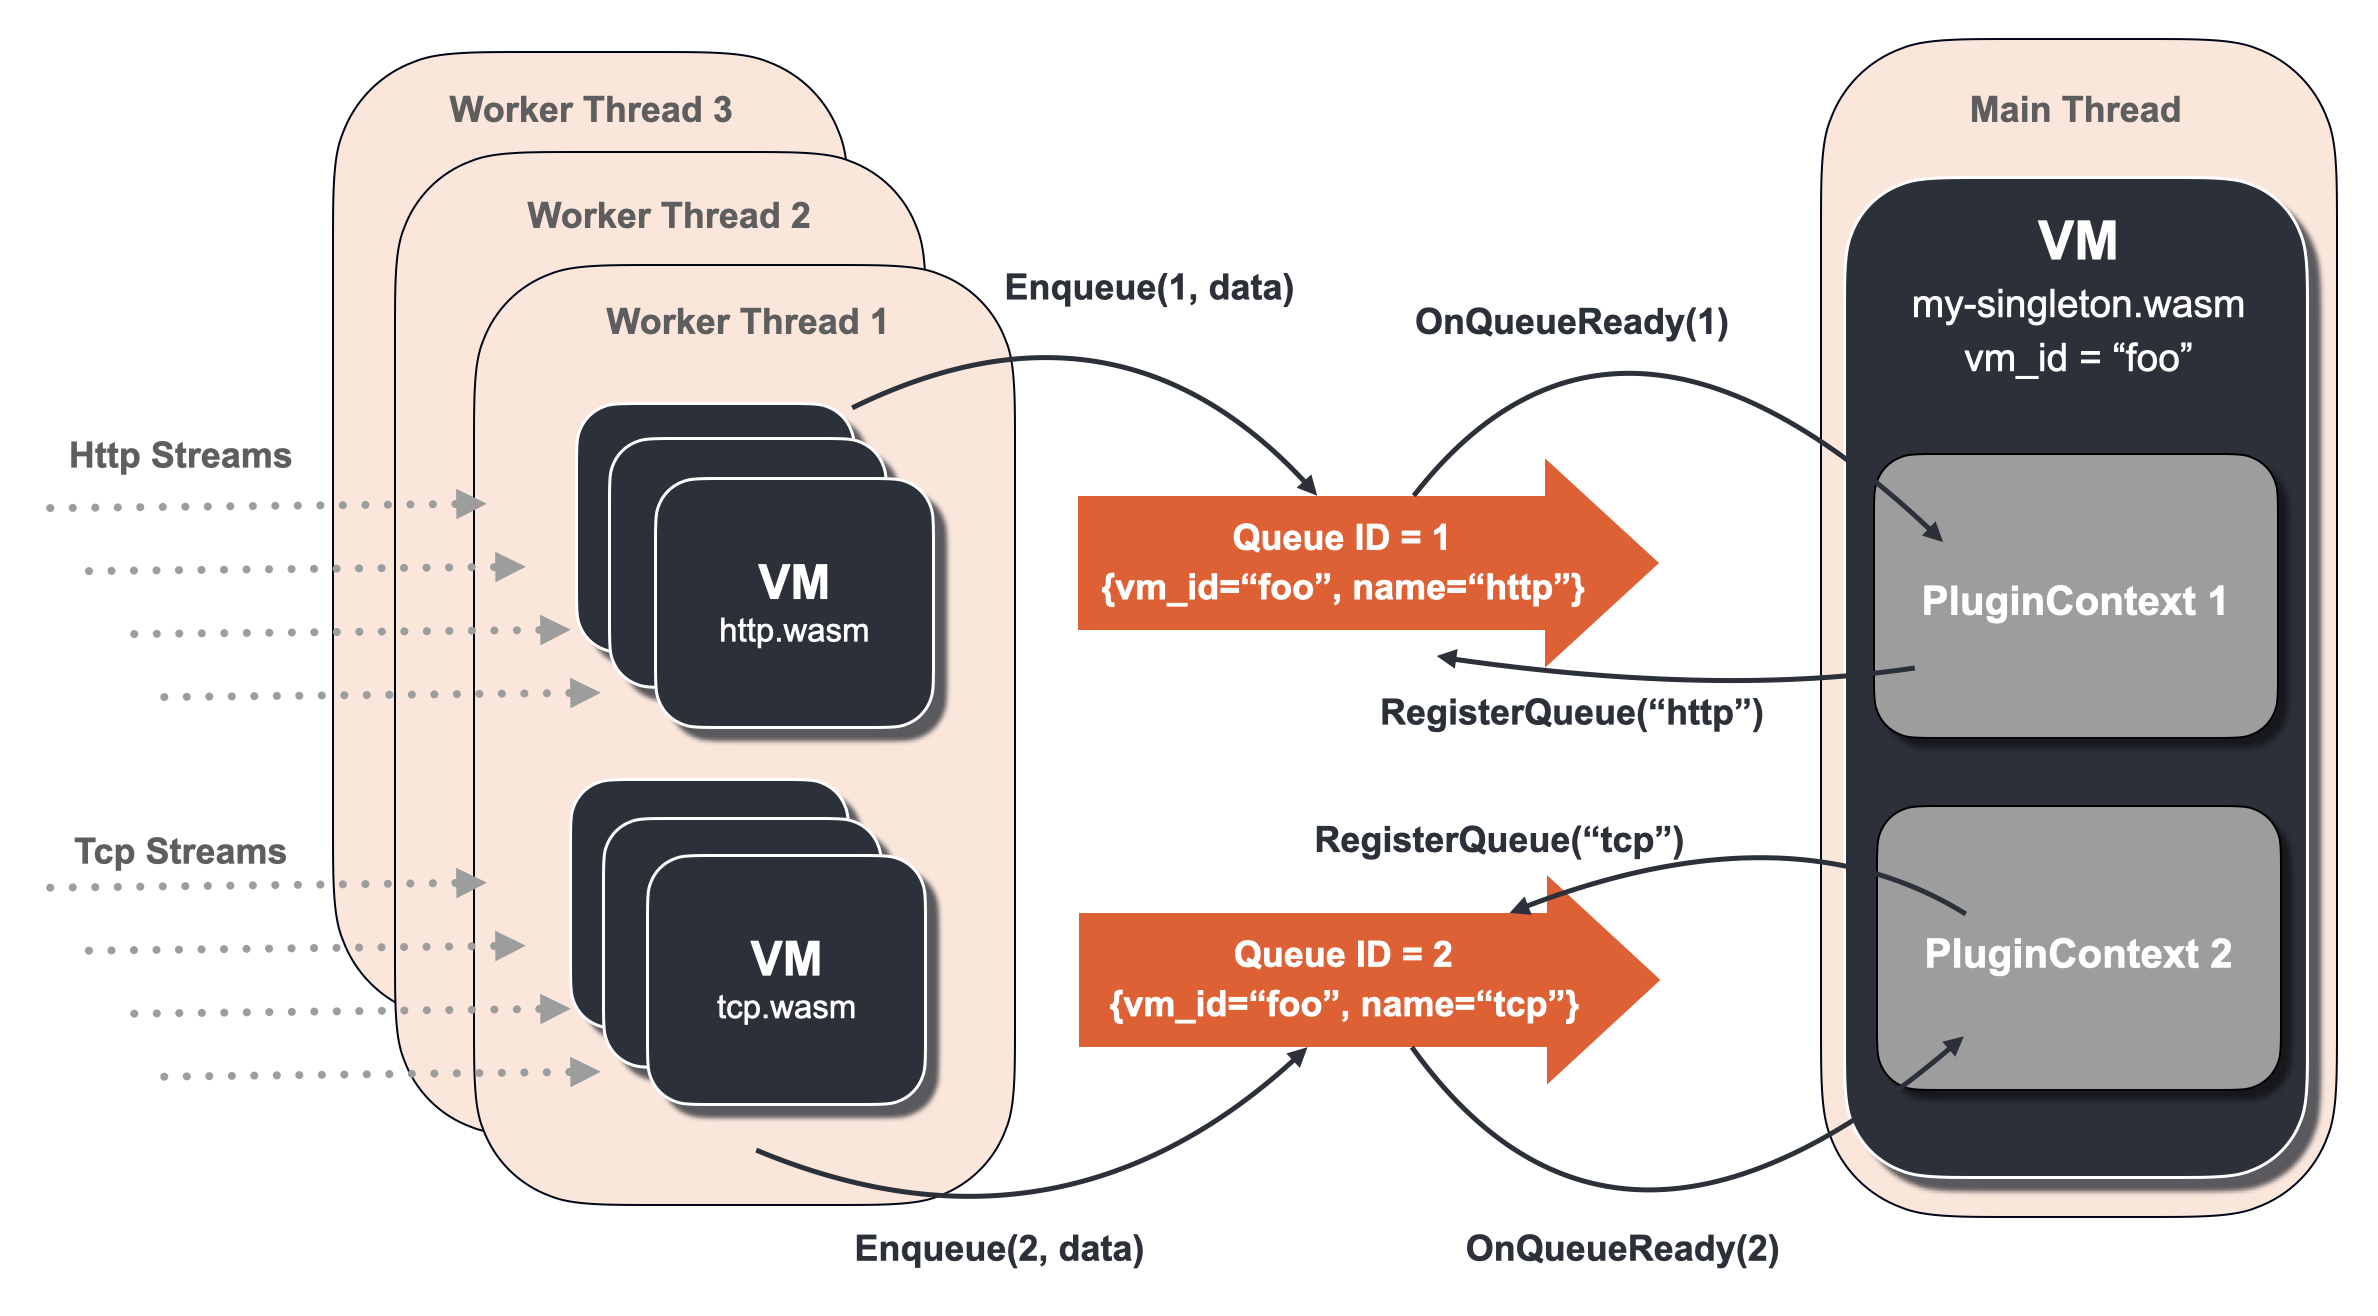 Worker Thread 3
Worker Thread 2
Worker Thread 1
Http Streams
VM
http.wasm
Tcp Streams
VM
tcp.wasm
Enqueue(1, data)
OnQueueReady(1)
Queue ID = 1
{vm_id=“foo”, name=“http”}
RegisterQueue(“http”)
RegisterQueue(“tcp”)
Queue ID = 2
{vm_id=“foo”, name=“tcp”}
Enqueue(2, data)
OnQueueReady(2)
Main Thread
VM
my-singleton.wasm
vm_id = “foo”
PluginContext 1
PluginContext 2